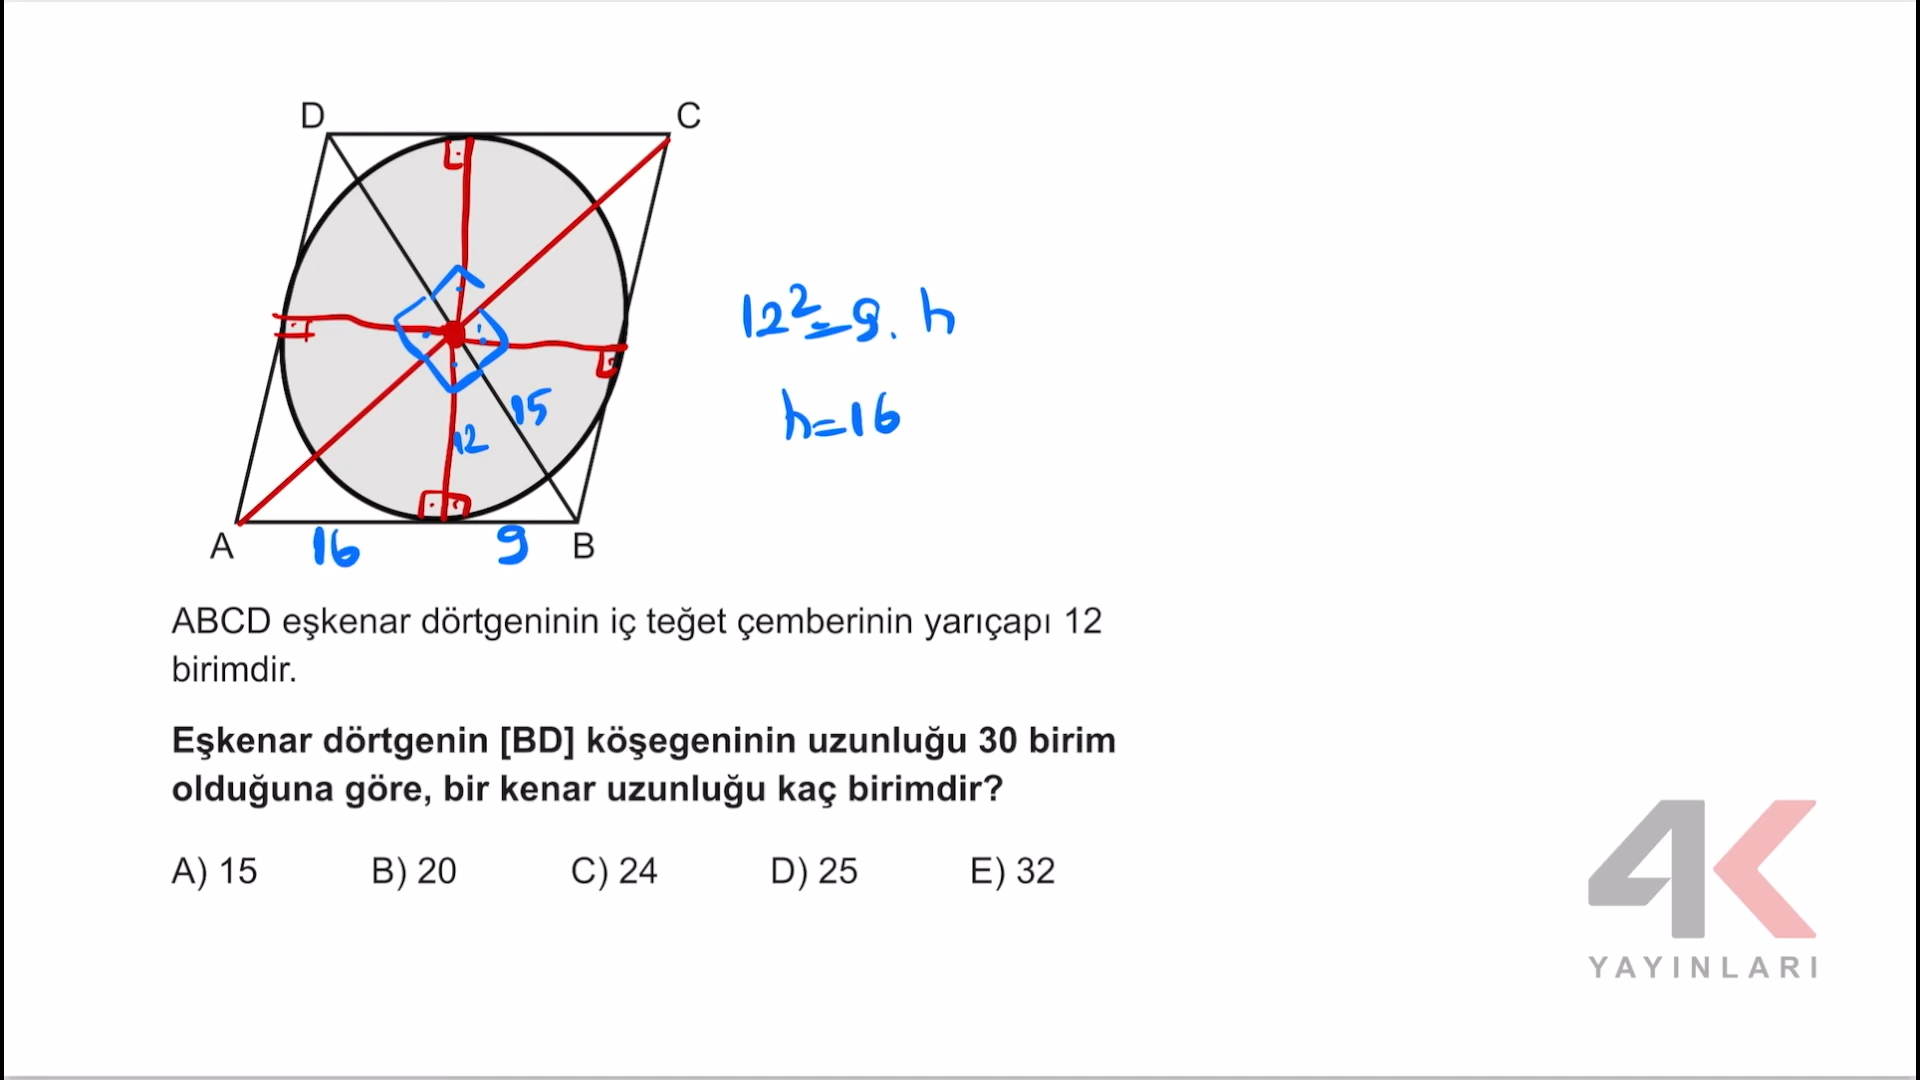 D
C
12² = 9 . h
h = 16
15
12
A
16
9
B
ABCD eşkenar dörtgeninin iç teğet çemberinin yarıçapı 12
birimdir.
Eşkenar dörtgenin [BD] köşegeninin uzunluğu 30 birim
olduğuna göre, bir kenar uzunluğu kaç birimdir?
A) 15 B) 20 C) 24 D) 25 E) 32
4K
YAYINLARI